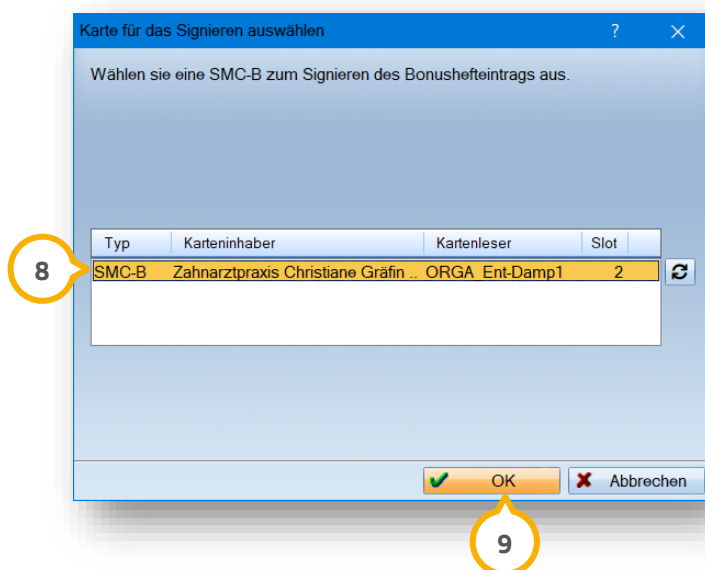 Karte für das Signieren auswählen ?
Wählen sie eine SMC-B zum Signieren des Bonushefteintrags aus.
Typ Karteninhaber Kartenleser Slot
8
SMC-B Zahnarztpraxis Christiane Gräfin .. ORGA_Ent-Damp1 2
OK Abbrechen
9